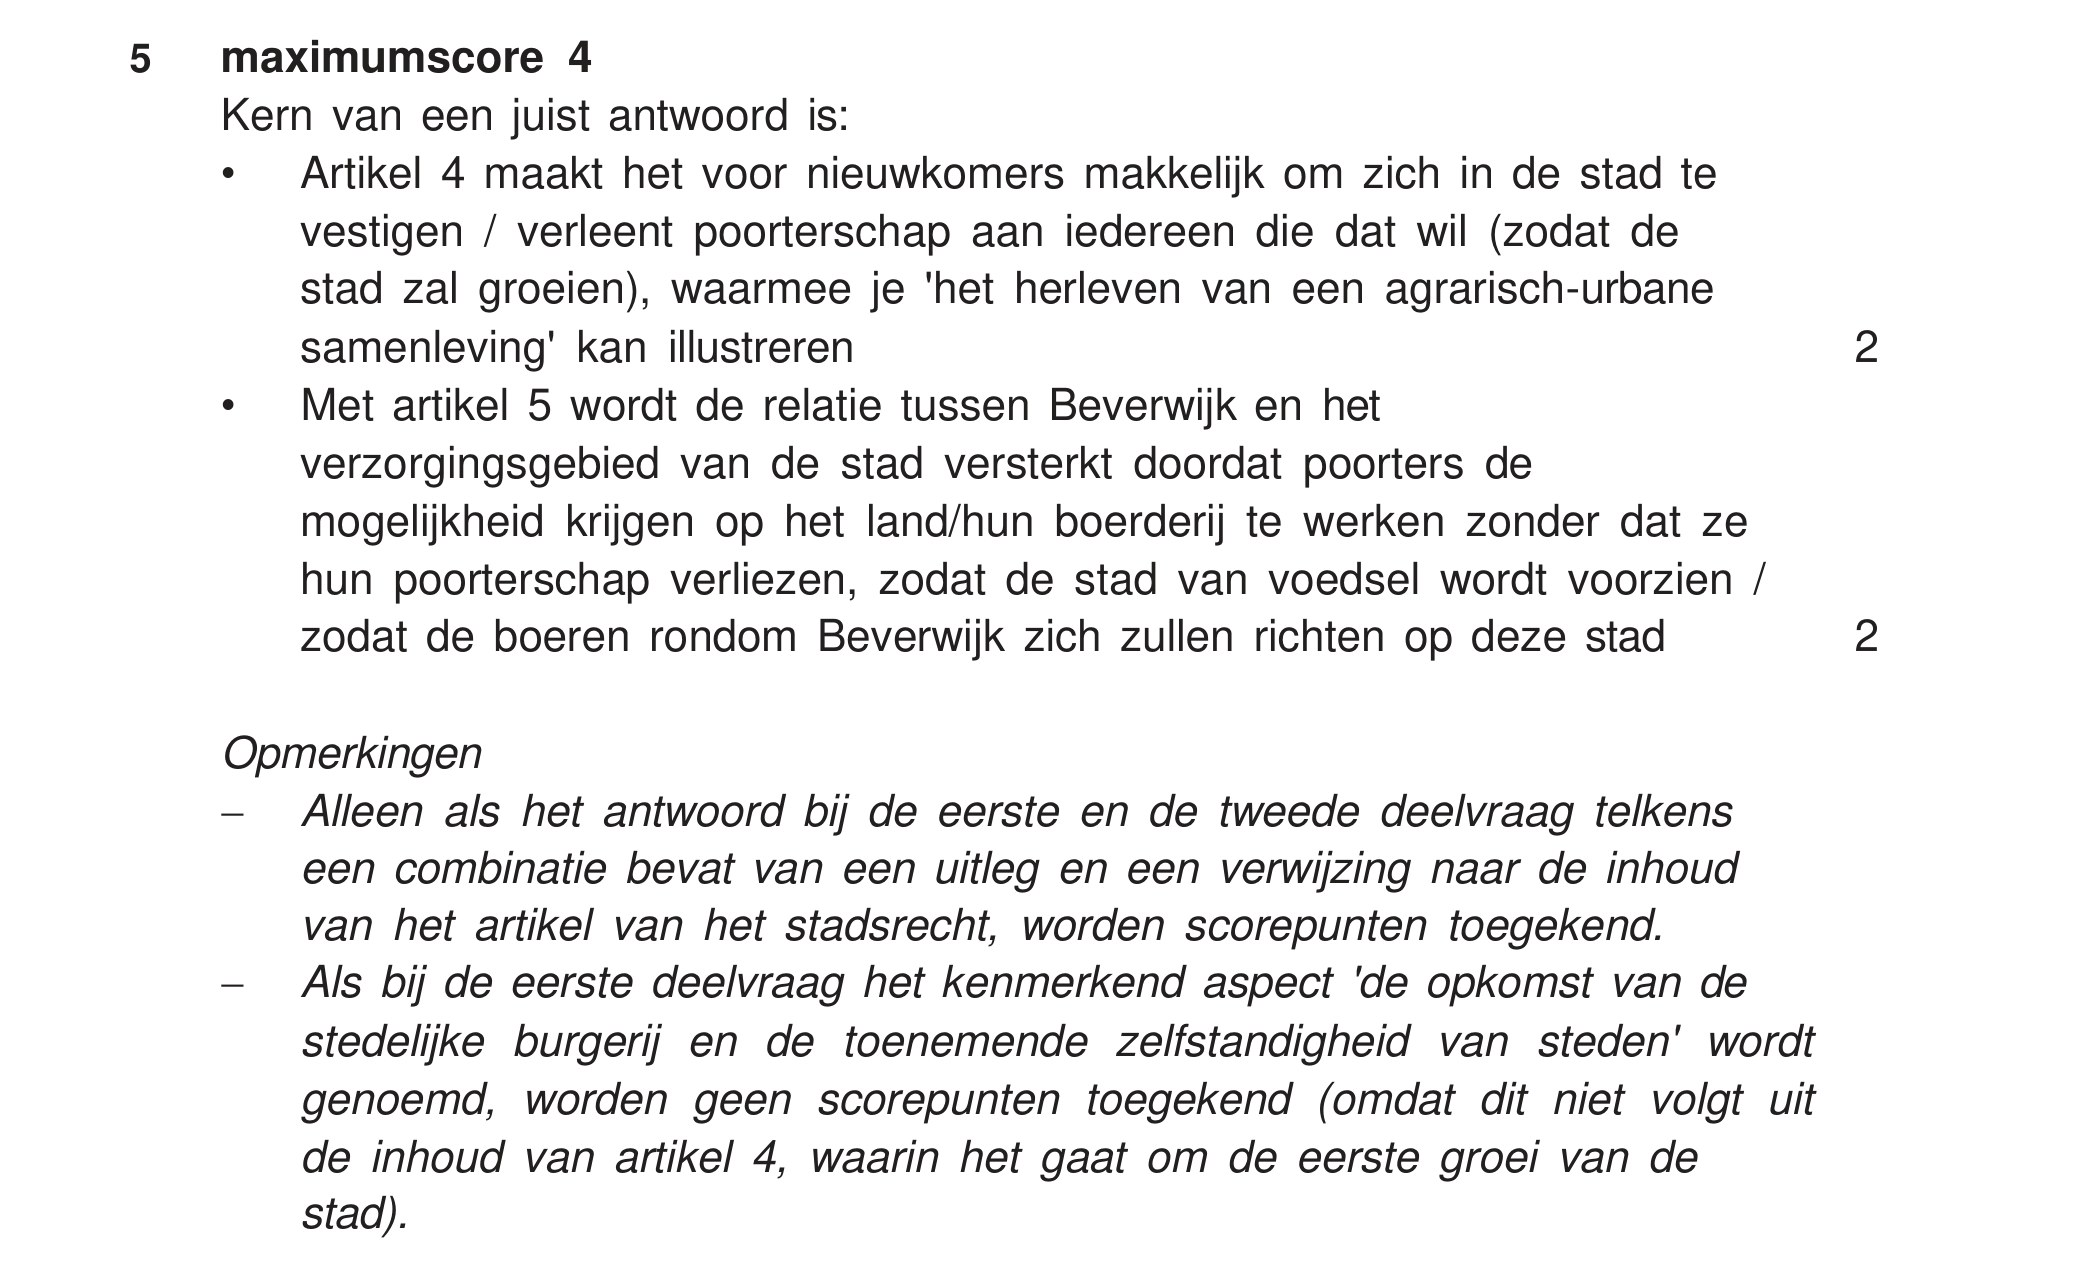 5 maximumscore 4
Kern van een juist antwoord is:
• Artikel 4 maakt het voor nieuwkomers makkelijk om zich in de stad te
vestigen / verleent poorterschap aan iedereen die dat wil (zodat de
stad zal groeien), waarmee je 'het herleven van een agrarisch-urbane
samenleving' kan illustreren 2
• Met artikel 5 wordt de relatie tussen Beverwijk en het
verzorgingsgebied van de stad versterkt doordat poorters de
mogelijkheid krijgen op het land/hun boerderij te werken zonder dat ze
hun poorterschap verliezen, zodat de stad van voedsel wordt voorzien /
zodat de boeren rondom Beverwijk zich zullen richten op deze stad 2
Opmerkingen
− Alleen als het antwoord bij de eerste en de tweede deelvraag telkens
een combinatie bevat van een uitleg en een verwijzing naar de inhoud
van het artikel van het stadsrecht, worden scorepunten toegekend.
− Als bij de eerste deelvraag het kenmerkend aspect 'de opkomst van de
stedelijke burgerij en de toenemende zelfstandigheid van steden' wordt
genoemd, worden geen scorepunten toegekend (omdat dit niet volgt uit
de inhoud van artikel 4, waarin het gaat om de eerste groei van de
stad).